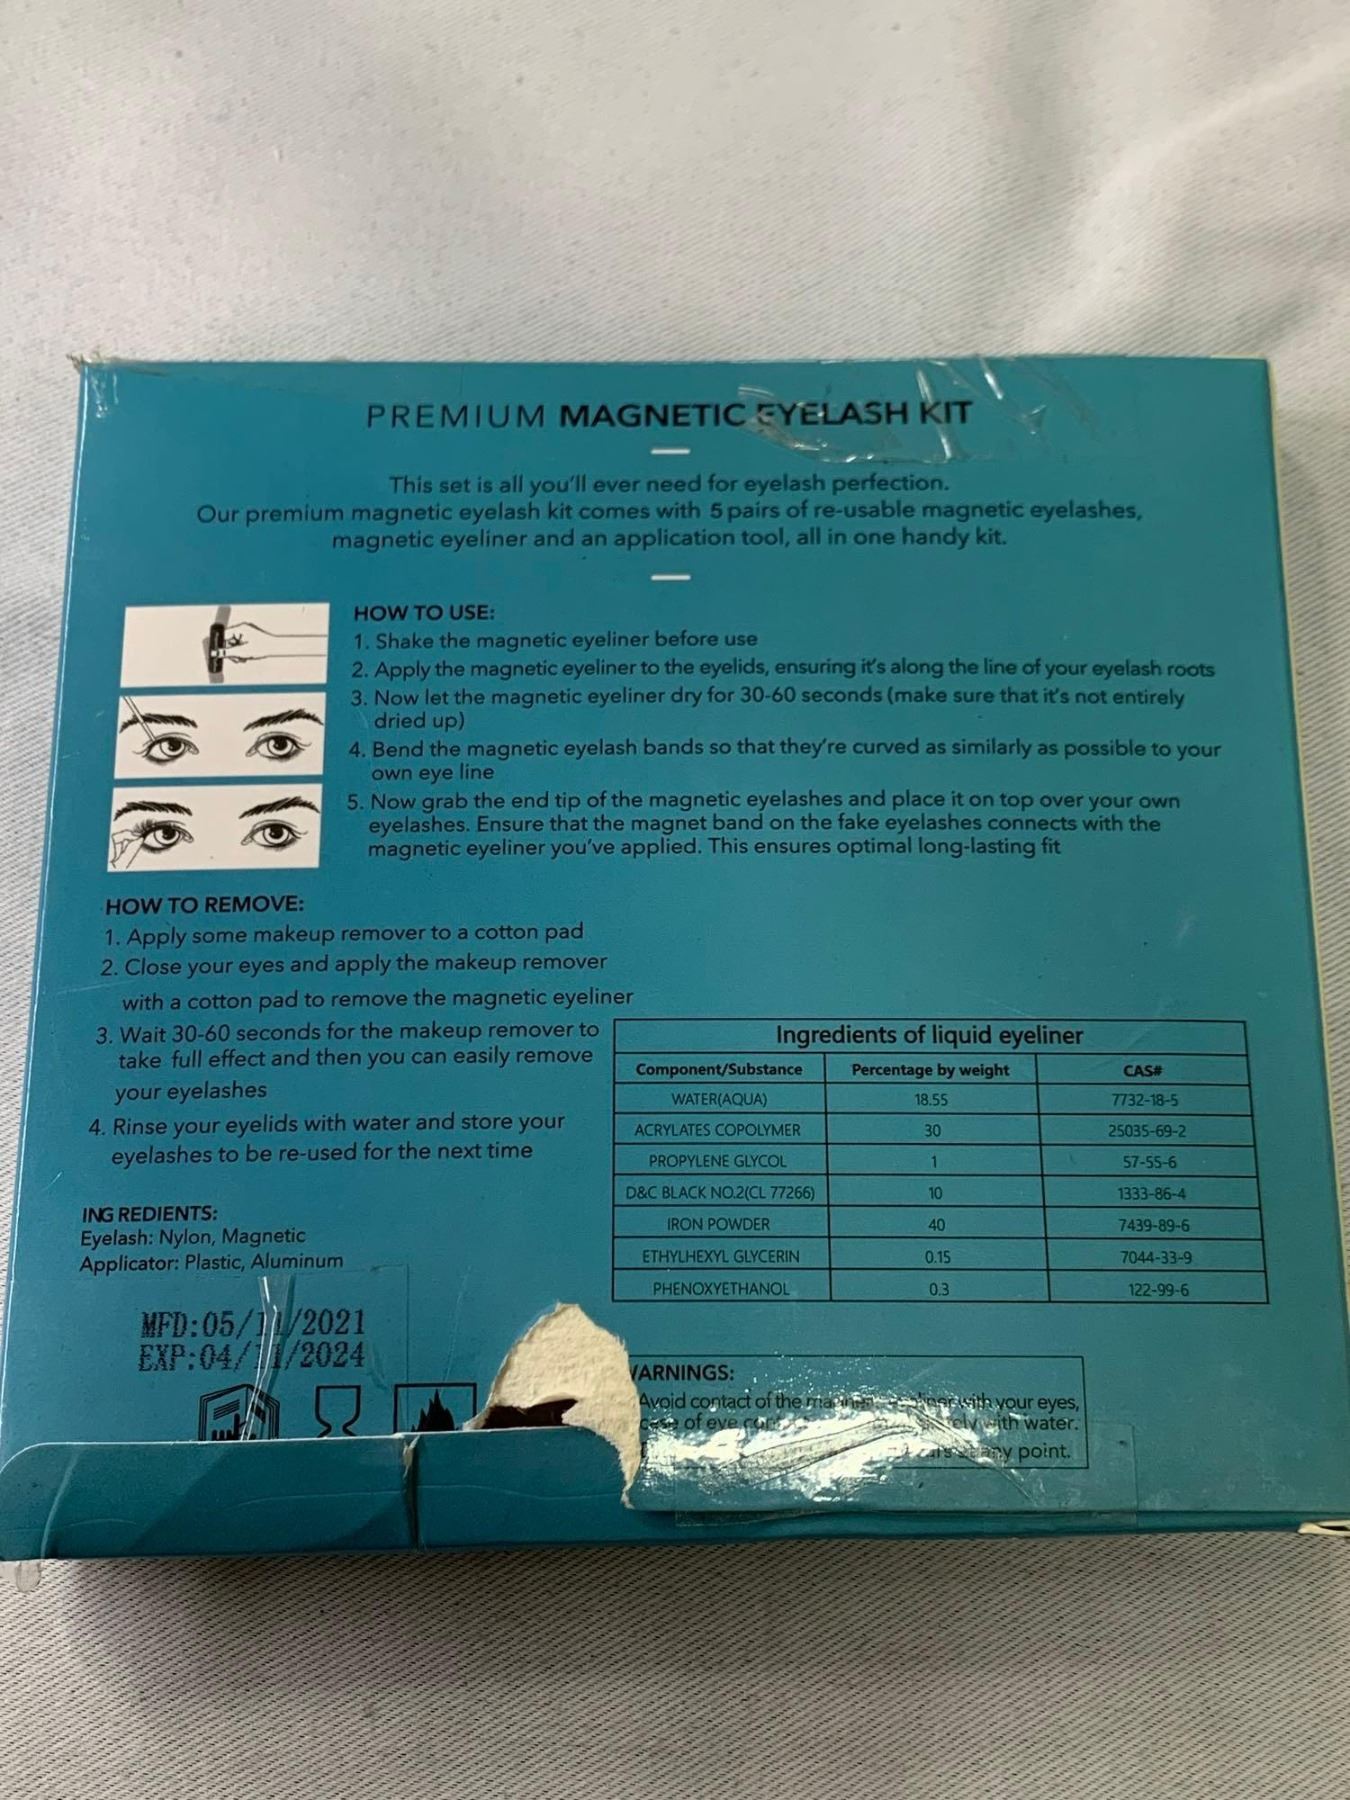 PREMIUM MAGNETIC EYELASH KIT
This set is all you'll ever need for eyelash perfection.
Our premium magnetic eyelash kit comes with 5 pairs of re-usable magnetic eyelashes,
magnetic eyeliner and an application tool, all in one handy kit.
HOW TO USE:
1. Shake the magnetic eyeliner before use
2. Apply the magnetic eyeliner to the eyelids, ensuring it's along the line of your eyelash roots
3. Now let the magnetic eyeliner dry for 30-60 seconds (make sure that it's not entirely
dried up)
4. Bend the magnetic eyelash bands so that they're curved as similarly as possible to your
own eye line
5. Now grab the end tip of the magnetic eyelashes and place it on top over your own
eyelashes. Ensure that the magnet band on the fake eyelashes connects with the
magnetic eyeliner you've applied. This ensures optimal long-lasting fit
HOW TO REMOVE:
1. Apply some makeup remover to a cotton pad
2. Close your eyes and apply the makeup remover
with a cotton pad to remove the magnetic eyeliner
3. Wait 30-60 seconds for the makeup remover to
take full effect and then you can easily remove
your eyelashes
4. Rinse your eyelids with water and store your
eyelashes to be re-used for the next time
ING REDIENTS:
Eyelash: Nylon, Magnetic
Applicator: Plastic, Aluminum
MFD:05/11/2021
EXP:04/11/2024
Ingredients of liquid eyeliner
Component/Substance Percentage by weight CAS#
WATER(AQUA) 18.55 7732-18-5
ACRYLATES COPOLYMER 30 25035-69-2
PROPYLENE GLYCOL 1 57-55-6
D&C BLACK NO.2(CL 77266) 10 1333-86-4
IRON POWDER 40 7439-89-6
ETHYLHEXYL GLYCERIN 0.15 7044-33-9
PHENOXYETHANOL 0.3 122-99-6
ARNINGS:
Avoid contact of the with your eyes,
case of eye with water.
any point.